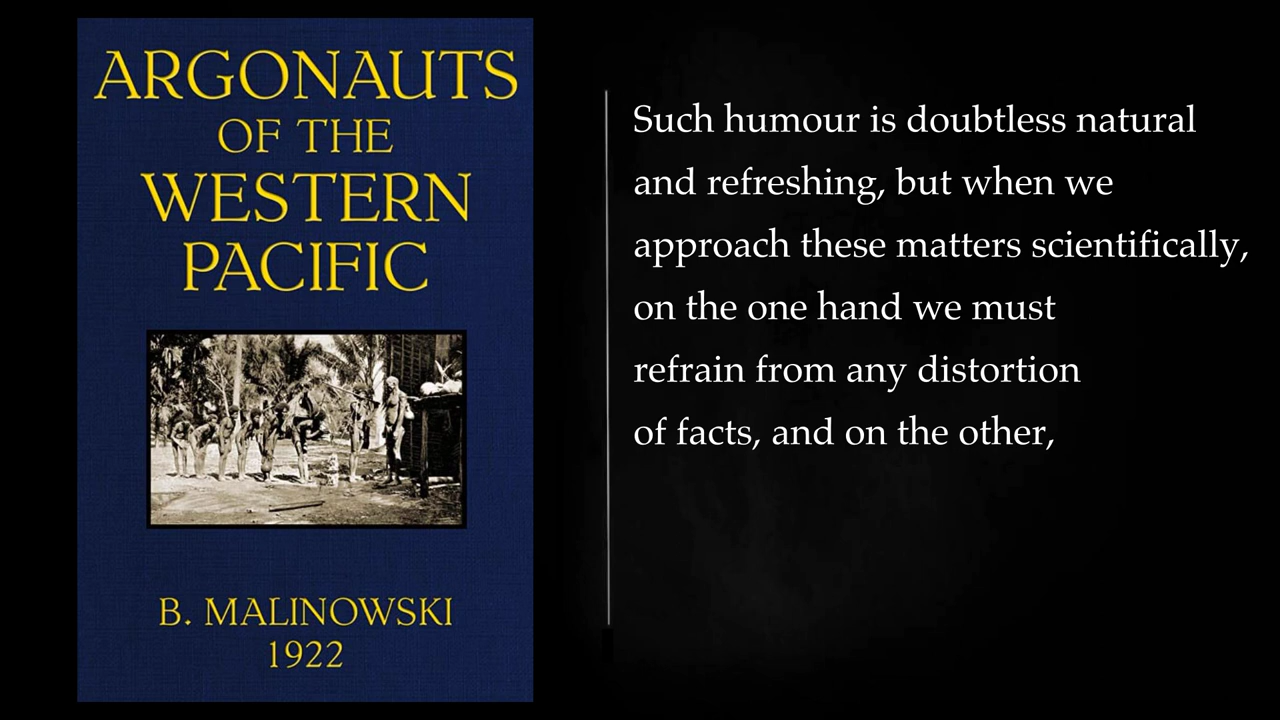 ARGONAUTS
OF THE
WESTERN
PACIFIC
B. MALINOWSKI
1922
Such humour is doubtless natural
and refreshing, but when we
approach these matters scientifically,
on the one hand we must
refrain from any distortion
of facts, and on the other,